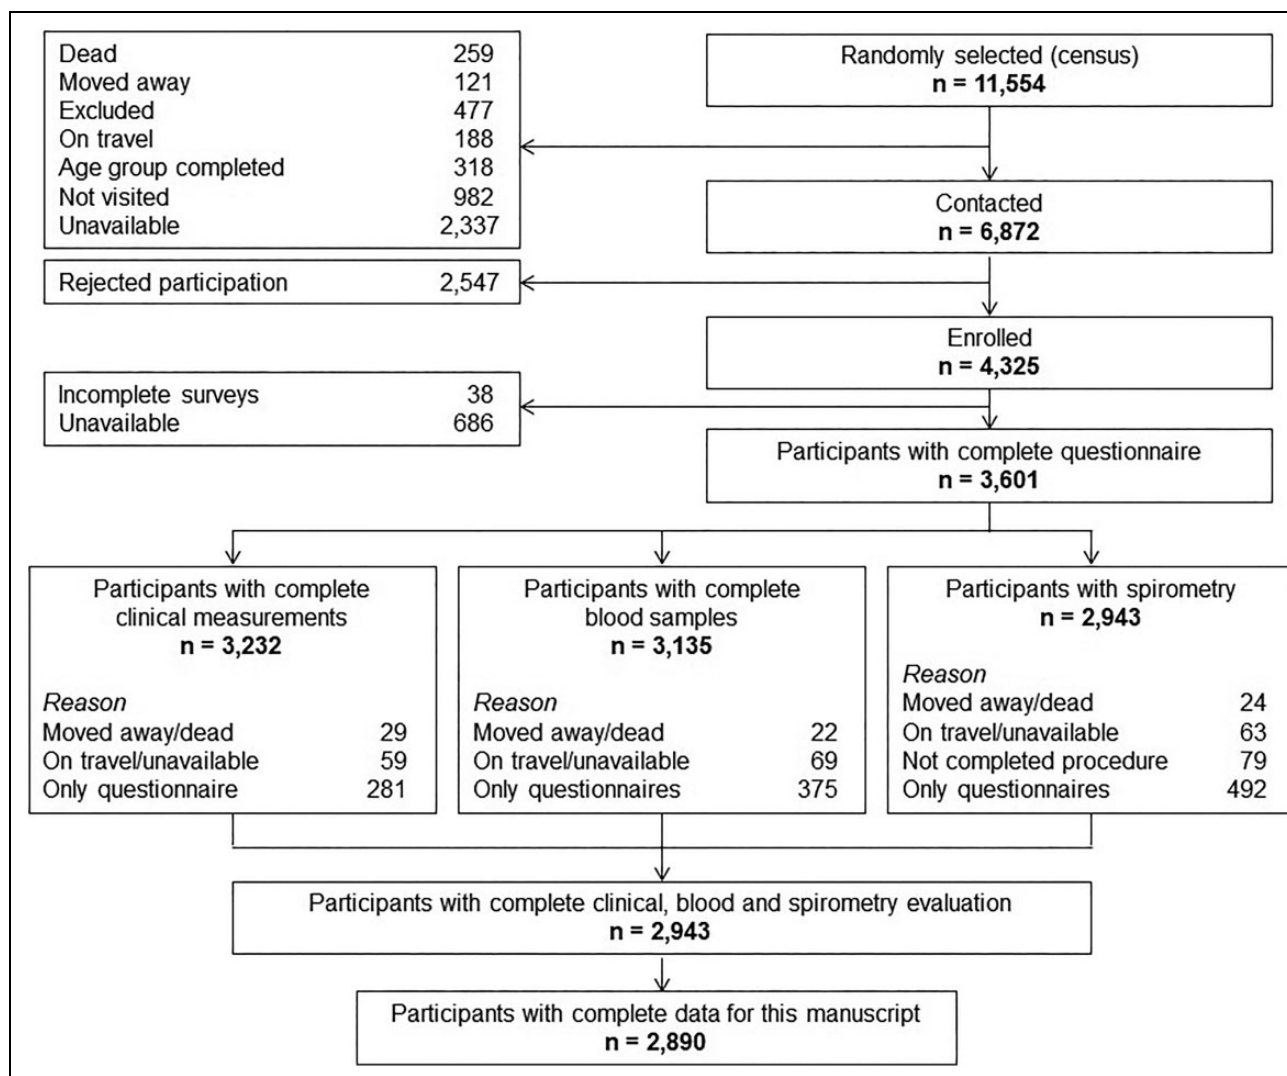 Randomly selected (census)
n = 11,554
Dead 259
Moved away 121
Excluded 477
On travel 188
Age group completed 318
Not visited 982
Unavailable 2,337
Contacted
n = 6,872
Rejected participation 2,547
Enrolled
n = 4,325
Incomplete surveys 38
Unavailable 686
Participants with complete questionnaire
n = 3,601
Participants with complete
clinical measurements
n = 3,232
Reason
Moved away/dead 29
On travel/unavailable 59
Only questionnaire 281
Participants with complete
blood samples
n = 3,135
Reason
Moved away/dead 22
On travel/unavailable 69
Only questionnaires 375
Participants with spirometry
n = 2,943
Reason
Moved away/dead 24
On travel/unavailable 63
Not completed procedure 79
Only questionnaires 492
Participants with complete clinical, blood and spirometry evaluation
n = 2,943
Participants with complete data for this manuscript
n = 2,890